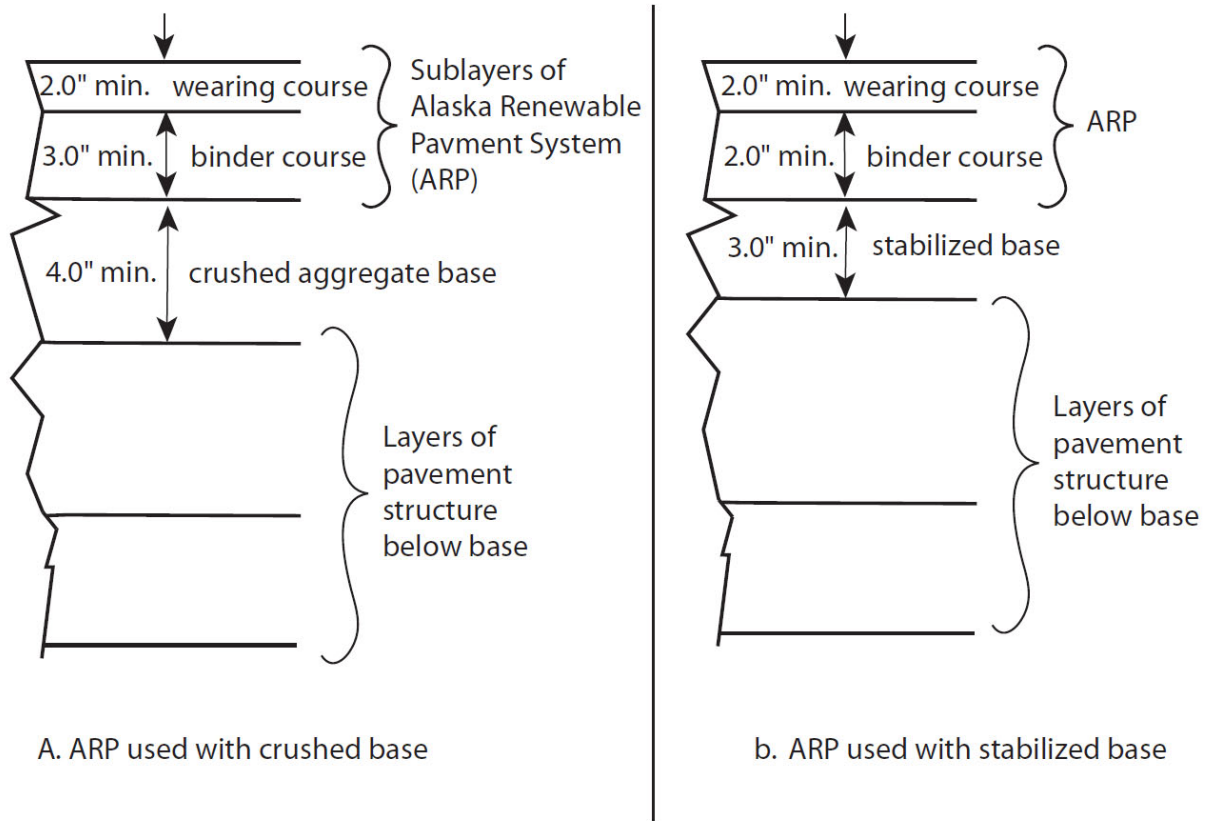 2.0" min. wearing course
3.0" min. binder course
Sublayers of
Alaska Renewable
Pavment System
(ARP)
4.0" min. crushed aggregate base
Layers of
pavement
structure
below base
A. ARP used with crushed base
2.0" min. wearing course
2.0" min. binder course
ARP
3.0" min. stabilized base
Layers of
pavement
structure
below base
b. ARP used with stabilized base